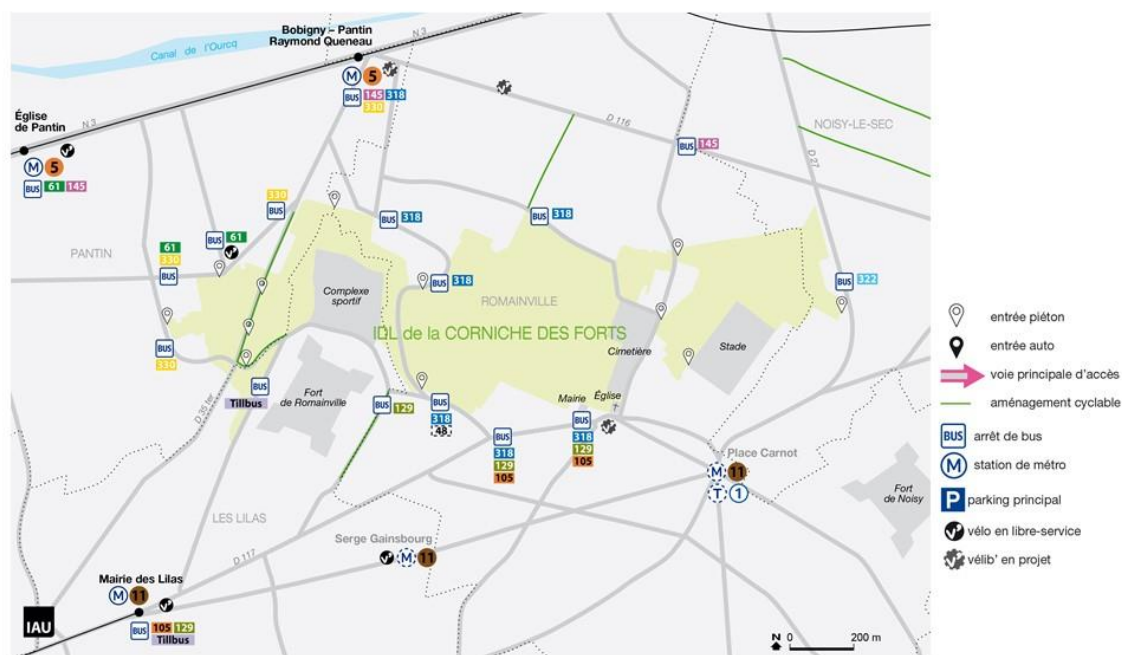 Bobigny – Pantin
Raymond Queneau
N 3
Canal de l'Ourcq
M 5
BUS 145 318
330
Église
de Pantin
N 3
M 5
BUS 61 145
D 116
NOISY-LE-SEC
D 27
BUS 145
330
BUS
BUS 61
BUS 318
BUS 318
PANTIN
61
330
BUS
BUS 318
BUS 322
Complexe
sportif
ROMAINVILLE
IDL de la CORNICHE DES FORTS
Cimetière
Stade
BUS
330
BUS
Tillbus
D 35 ter
Fort
de Romainville
BUS 129
BUS
318
48
Mairie
Église
BUS
318
129
105
BUS
318
129
105
Place Carnot
M 11
T 1
Fort
de Noisy
LES LILAS
D 117
Serge Gainsbourg
M 11
Mairie des Lilas
M 11
BUS 105 129
Tillbus
IAU
N 0 200 m
entrée piéton
entrée auto
voie principale d'accès
aménagement cyclable
BUS arrêt de bus
M station de métro
P parking principal
vélo en libre-service
vélib' en projet